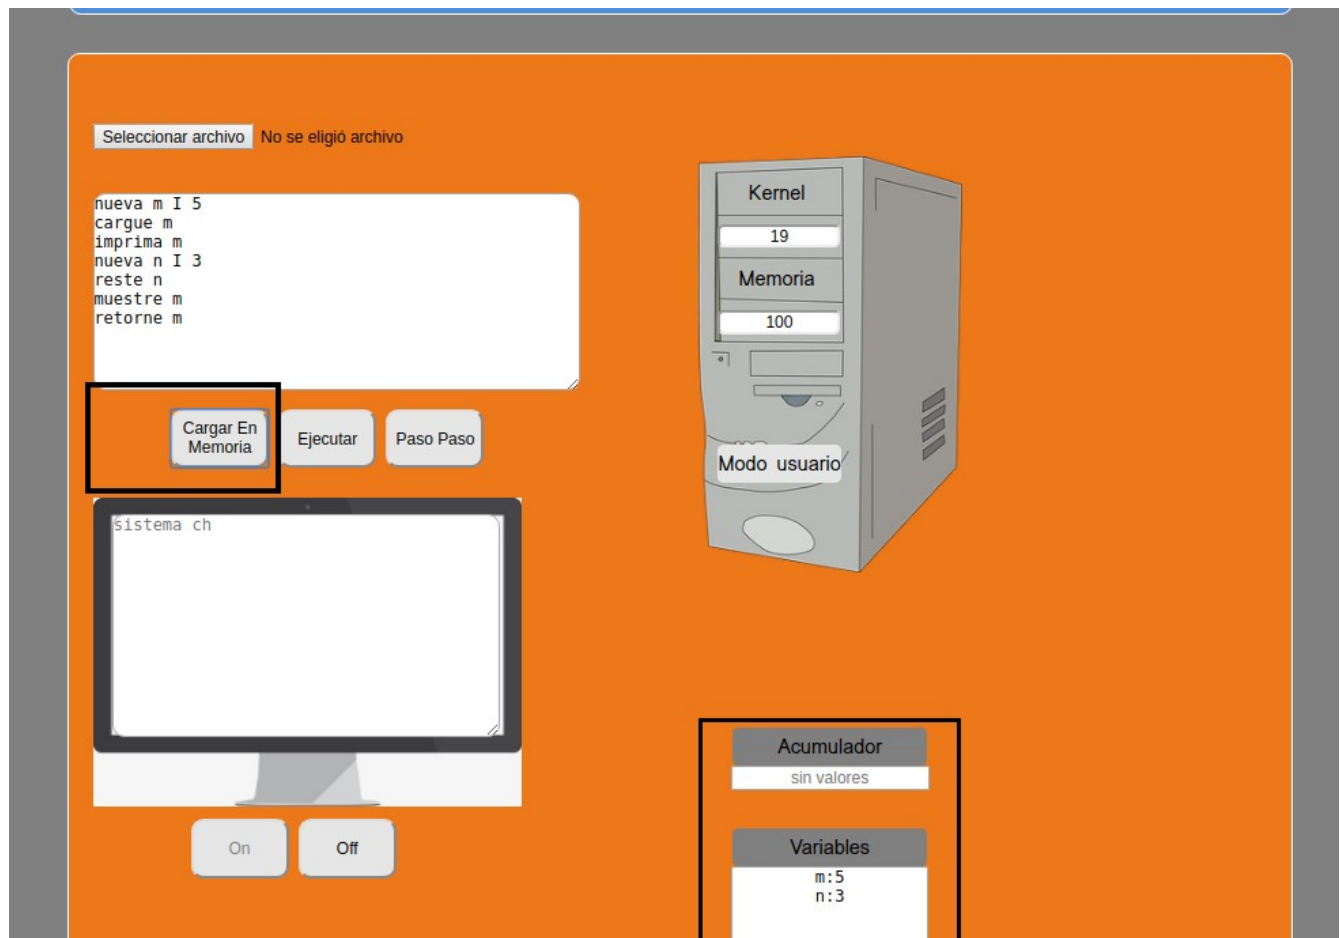 Seleccionar archivo No se eligió archivo
nueva m I 5
cargue m
imprima m
nueva n I 3
reste n
muestre m
retorne m
Cargar En
Memoria
Ejecutar
Paso Paso
sistema ch
On
Off
Kernel
19
Memoria
100
Modo usuario
Acumulador
sin valores
Variables
m:5
n:3